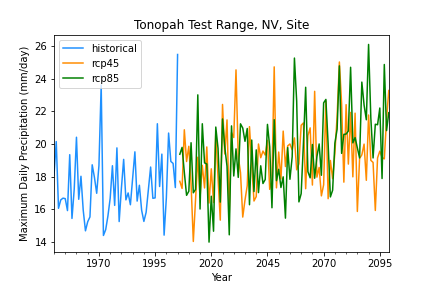 Tonopah Test Range, NV, Site
Maximum Daily Precipitation (mm/day)
26
24
22
20
18
16
14
historical
rcp45
rcp85
1970
1995
2020
2045
2070
2095
Year